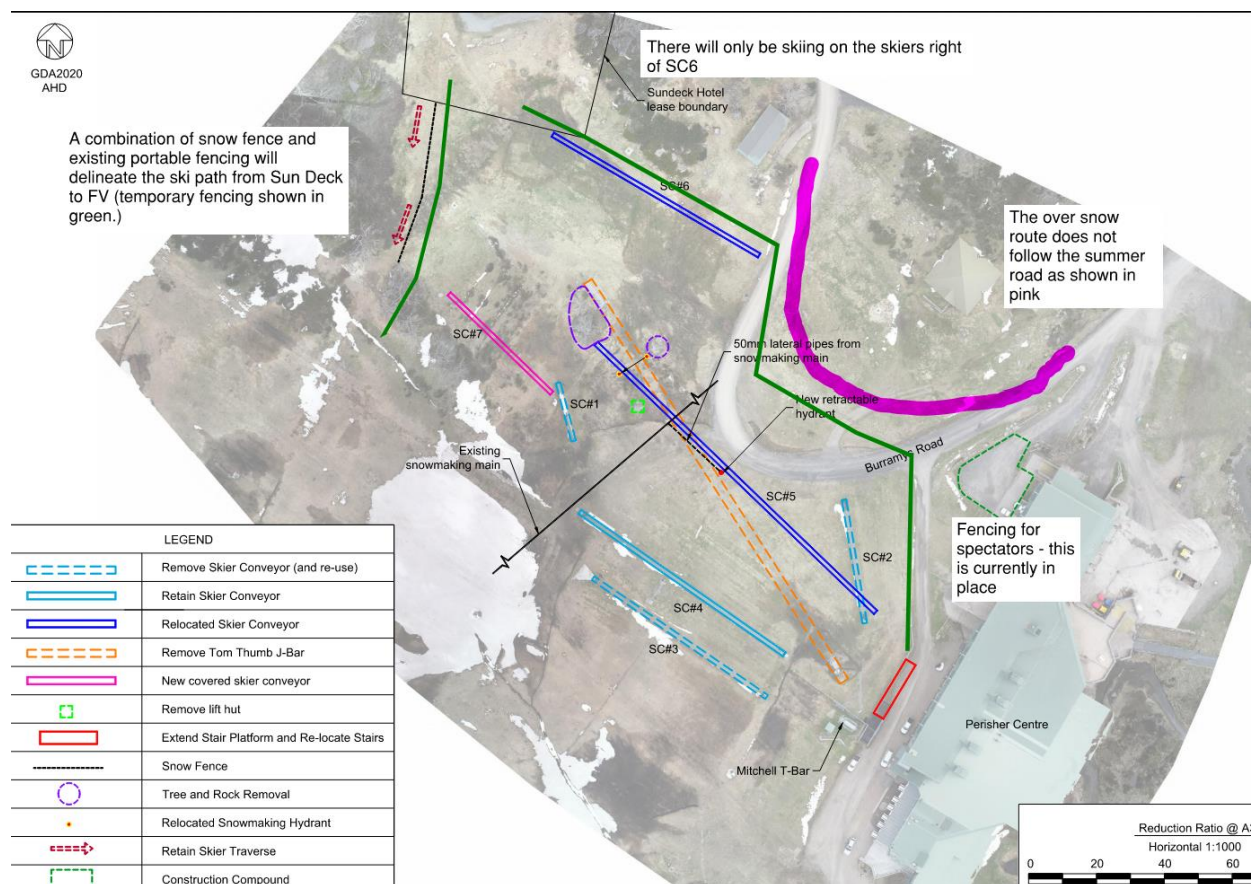 GDA2020
AHD
There will only be skiing on the skiers right
of SC6
Sundeck Hotel
lease boundary
A combination of snow fence and
existing portable fencing will
delineate the ski path from Sun Deck
to FV (temporary fencing shown in
green.)
SC#6
The over snow
route does not
follow the summer
road as shown in
pink
SC#7
50mm lateral pipes from
snowmaking main
SC#1
New retractable
hydrant
Existing
snowmaking main
Burramys Road
SC#5
Fencing for
spectators - this
is currently in
place
SC#2
SC#4
SC#3
Perisher Centre
Mitchell T-Bar
LEGEND
Remove Skier Conveyor (and re-use)
Retain Skier Conveyor
Relocated Skier Conveyor
Remove Tom Thumb J-Bar
New covered skier conveyor
Remove lift hut
Extend Stair Platform and Re-locate Stairs
Snow Fence
Tree and Rock Removal
Relocated Snowmaking Hydrant
Retain Skier Traverse
Construction Compound
Reduction Ratio @ A
Horizontal 1:1000
0 20 40 60